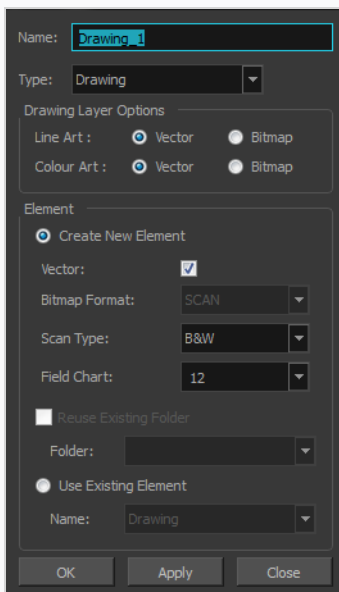 Name: Drawing_1
Type: Drawing
Drawing Layer Options
Line Art : Vector Bitmap
Colour Art : Vector Bitmap
Element
Create New Element
Vector:
Bitmap Format: SCAN
Scan Type: B&W
Field Chart: 12
Reuse Existing Folder
Folder:
Use Existing Element
Name: Drawing
OK Apply Close